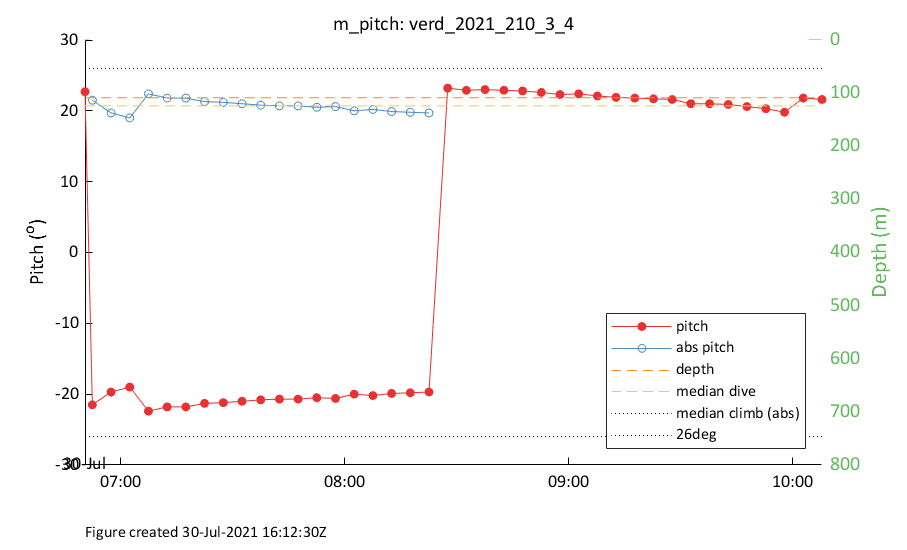 m_pitch: verd_2021_210_3_4
30
20
10
0
-10
-20
-30
30-Jul
Pitch (º)
0
100
200
300
400
500
600
700
800
Depth (m)
pitch
abs pitch
depth
median dive
median climb (abs)
26deg
07:00
08:00
09:00
10:00
Figure created 30-Jul-2021 16:12:30Z